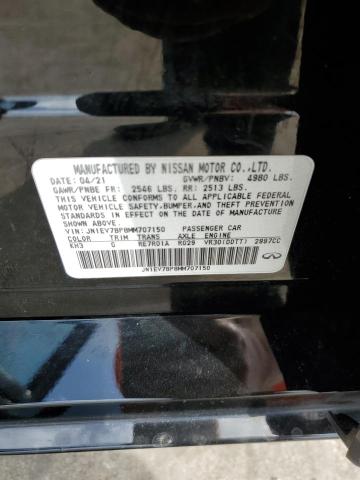 MANUFACTURED BY NISSAN MOTOR CO.,LTD.
DATE: 04/21 GVWR/PNBV: 4980 LBS.
GAWR/PNBE FR: 2546 LBS. RR: 2513 LBS.
THIS VEHICLE CONFORMS TO ALL APPLICABLE FEDERAL
MOTOR VEHICLE SAFETY, BUMPER, AND THEFT PREVENTION
STANDARDS IN EFFECT ON THE DATE OF MANUFACTURE
SHOWN ABOVE.
VIN: JN1EV7BP8MM707150 PASSENGER CAR
COLOR TRIM TRANS AXLE ENGINE
KH3 G RE7R01A R029 VR30(DDTT) 2997CC
JN1EV7BP8MM707150